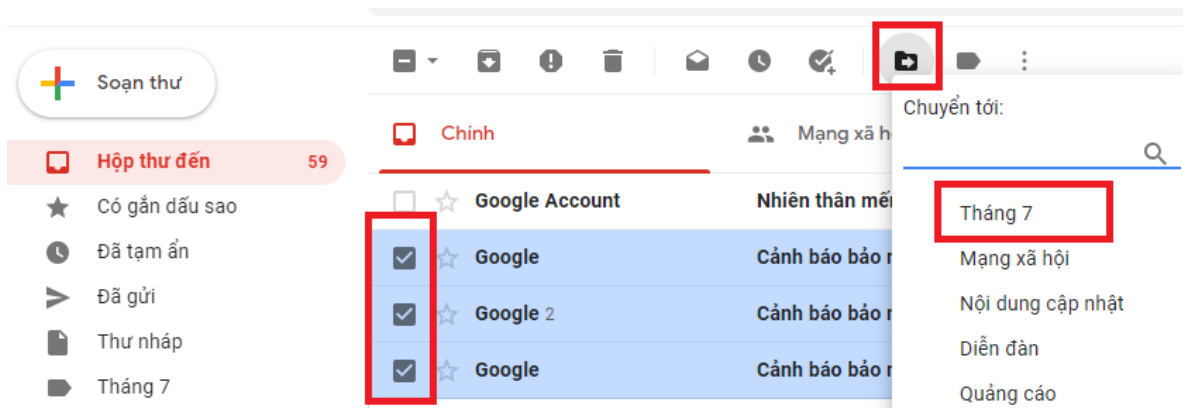 Soạn thư
Hộp thư đến 59
Có gắn dấu sao
Đã tạm ẩn
Đã gửi
Thư nháp
Tháng 7
Chính
Mạng xã h
Google Account Nhiên thân mế
Google Cảnh báo bảo
Google 2 Cảnh báo bảo
Google Cảnh báo bảo
Chuyển tới:
Tháng 7
Mạng xã hội
Nội dung cập nhật
Diễn đàn
Quảng cáo